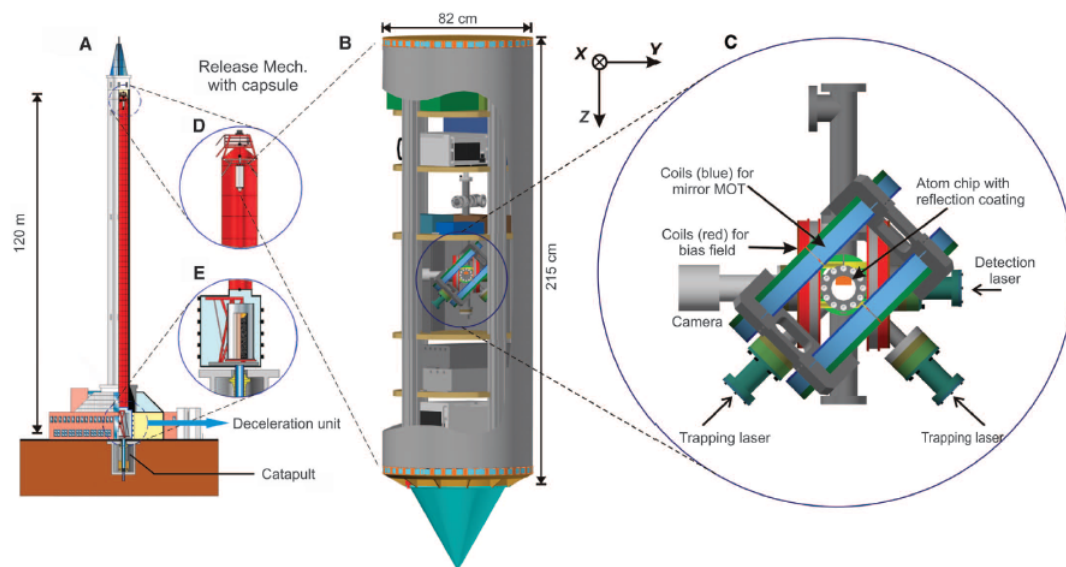 A
Release Mech.
with capsule
D
120 m
E
Deceleration unit
Catapult
B
82 cm
215 cm
X
Y
Z
C
Coils (blue) for
mirror MOT
Atom chip with
reflection coating
Coils (red) for
bias field
Detection
laser
Camera
Trapping laser
Trapping laser